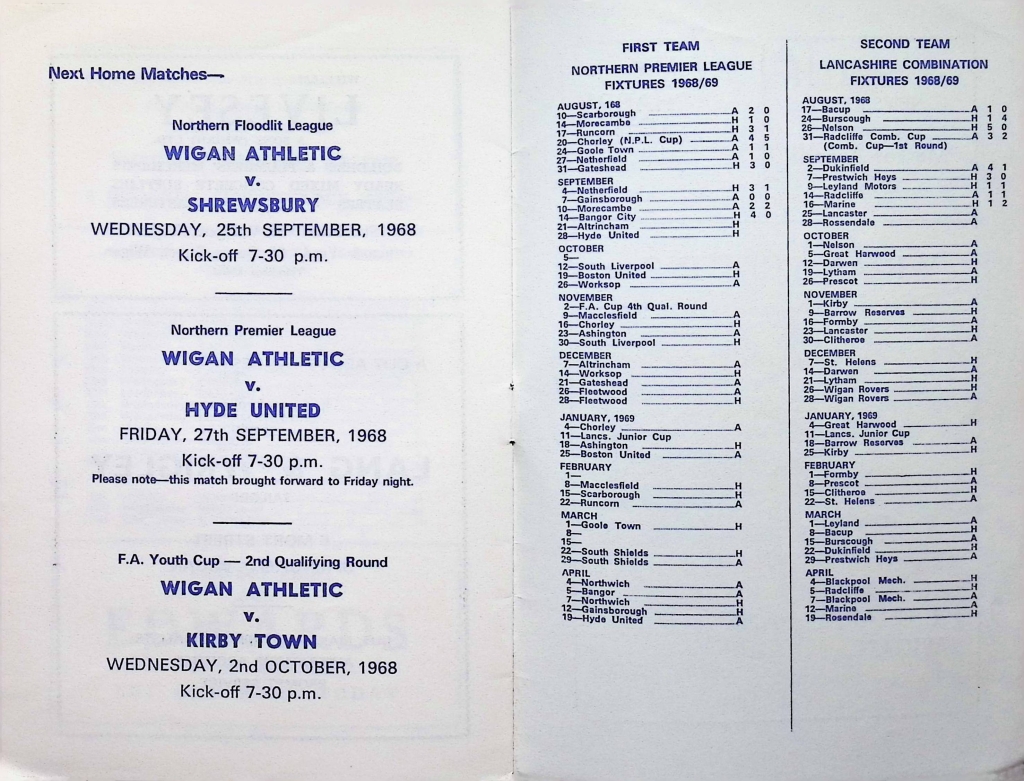 Next Home Matches—
Northern Floodlit League
WIGAN ATHLETIC
v.
SHREWSBURY
WEDNESDAY, 25th SEPTEMBER, 1968
Kick-off 7-30 p.m.
Northern Premier League
WIGAN ATHLETIC
v.
HYDE UNITED
FRIDAY, 27th SEPTEMBER, 1968
Kick-off 7-30 p.m.
Please note—this match brought forward to Friday night.
F.A. Youth Cup — 2nd Qualifying Round
WIGAN ATHLETIC
v.
KIRBY TOWN
WEDNESDAY, 2nd OCTOBER, 1968
Kick-off 7-30 p.m.
FIRST TEAM
NORTHERN PREMIER LEAGUE
FIXTURES 1968/69
AUGUST, 168
10—Scarborough A 2 0
14—Morecambe H 1 0
17—Runcorn H 3 1
20—Chorley (N.P.L. Cup) A 4 5
24—Goole Town A 1 1
27—Netherfield A 1 0
31—Gateshead H 3 0
SEPTEMBER
4—Netherfield H 3 1
7—Gainsborough A 0 0
10—Morecambe A 2 2
14—Bangor City H 4 0
21—Altrincham H
28—Hyde United H
OCTOBER
5—
12—South Liverpool A
19—Boston United H
26—Worksop A
NOVEMBER
2—F.A. Cup 4th Qual. Round
9—Macclesfield A
16—Chorley H
23—Ashington A
30—South Liverpool H
DECEMBER
7—Altrincham A
14—Worksop H
21—Gateshead A
26—Fleetwood A
28—Fleetwood H
JANUARY, 1969
4—Chorley A
11—Lancs. Junior Cup
18—Ashington H
25—Boston United A
FEBRUARY
1—
8—Macclesfield H
15—Scarborough H
22—Runcorn A
MARCH
1—Goole Town H
8—
15—
22—South Shields H
29—South Shields A
APRIL
4—Northwich A
5—Bangor A
7—Northwich H
12—Gainsborough H
19—Hyde United A
SECOND TEAM
LANCASHIRE COMBINATION
FIXTURES 1968/69
AUGUST, 1968
17—Bacup A 1 0
24—Burscough H 1 4
26—Nelson H 5 0
31—Radcliffe Comb. Cup A 3 2
(Comb. Cup—1st Round)
SEPTEMBER
2—Dukinfield A 4 1
7—Prestwich Heys H 3 0
9—Leyland Motors H 1 1
14—Radcliffe A 1 1
16—Marine H 1 2
25—Lancaster A
28—Rossendale A
OCTOBER
1—Nelson A
5—Great Harwood A
12—Darwen H
19—Lytham A
26—Prescot H
NOVEMBER
1—Kirby A
9—Barrow Reserves H
16—Formby A
23—Lancaster H
30—Clitheroe A
DECEMBER
7—St. Helens H
14—Darwen A
21—Lytham H
26—Wigan Rovers H
28—Wigan Rovers A
JANUARY, 1969
4—Great Harwood H
11—Lancs. Junior Cup
18—Barrow Reserves A
25—Kirby H
FEBRUARY
1—Formby H
8—Prescot A
15—Clitheroe H
22—St. Helens A
MARCH
1—Leyland A
8—Bacup H
15—Burscough A
22—Dukinfield H
29—Prestwich Heys A
APRIL
4—Blackpool Mech. H
5—Radcliffe H
7—Blackpool Mech. A
12—Marine A
19—Rosendale H